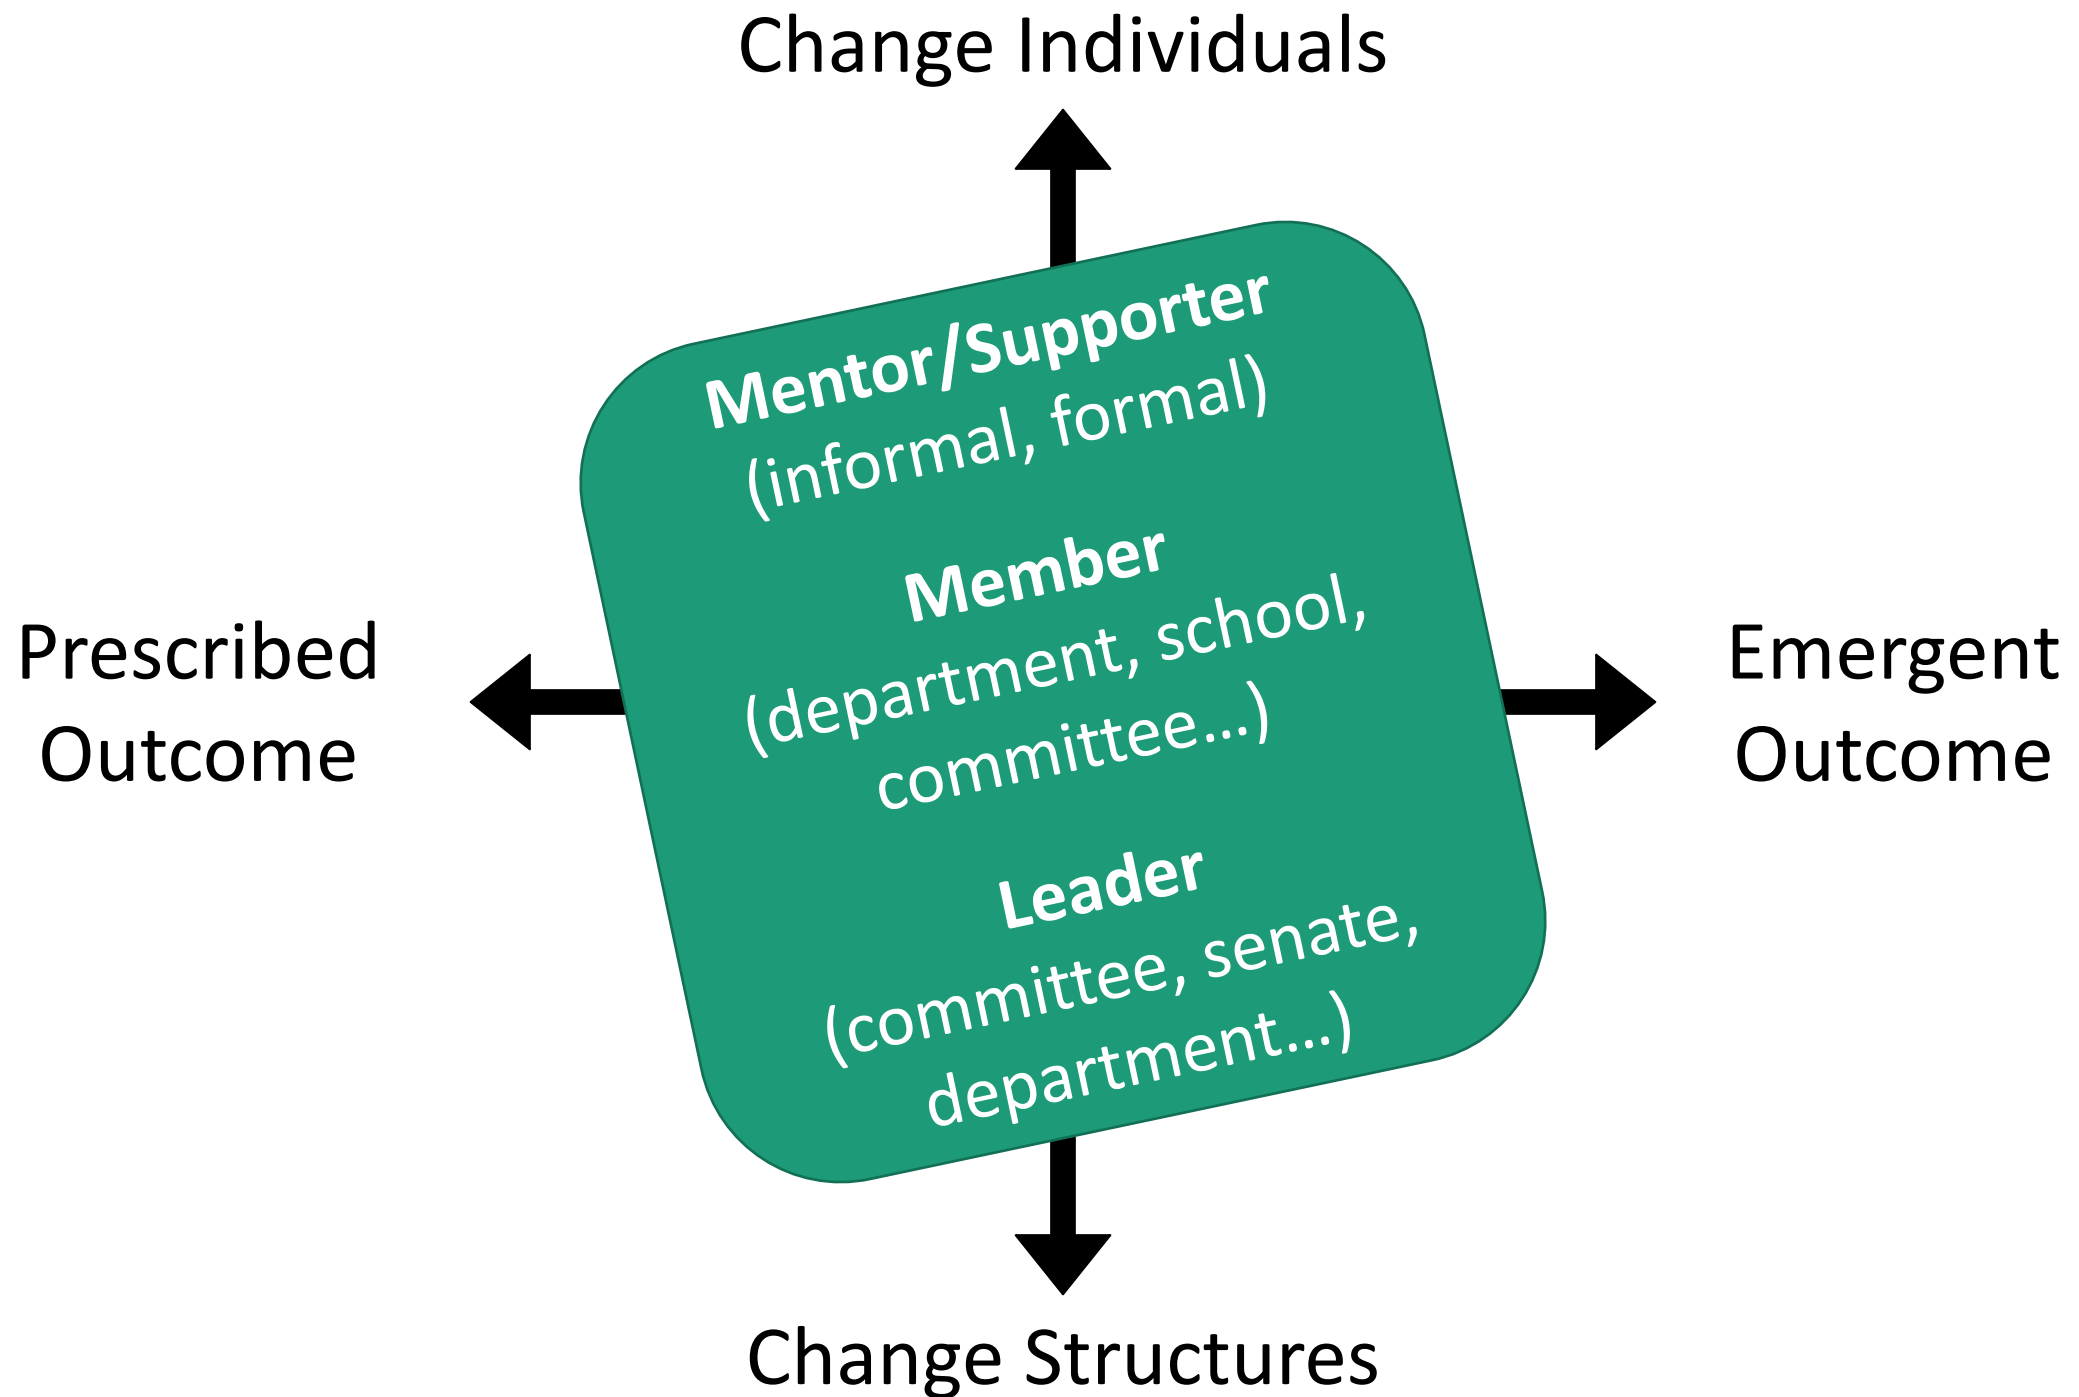 Change Individuals
Mentor/Supporter
(informal, formal)
Member
(department, school,
committee...)
Leader
(committee, senate,
department...)
Prescribed
Outcome
Emergent
Outcome
Change Structures